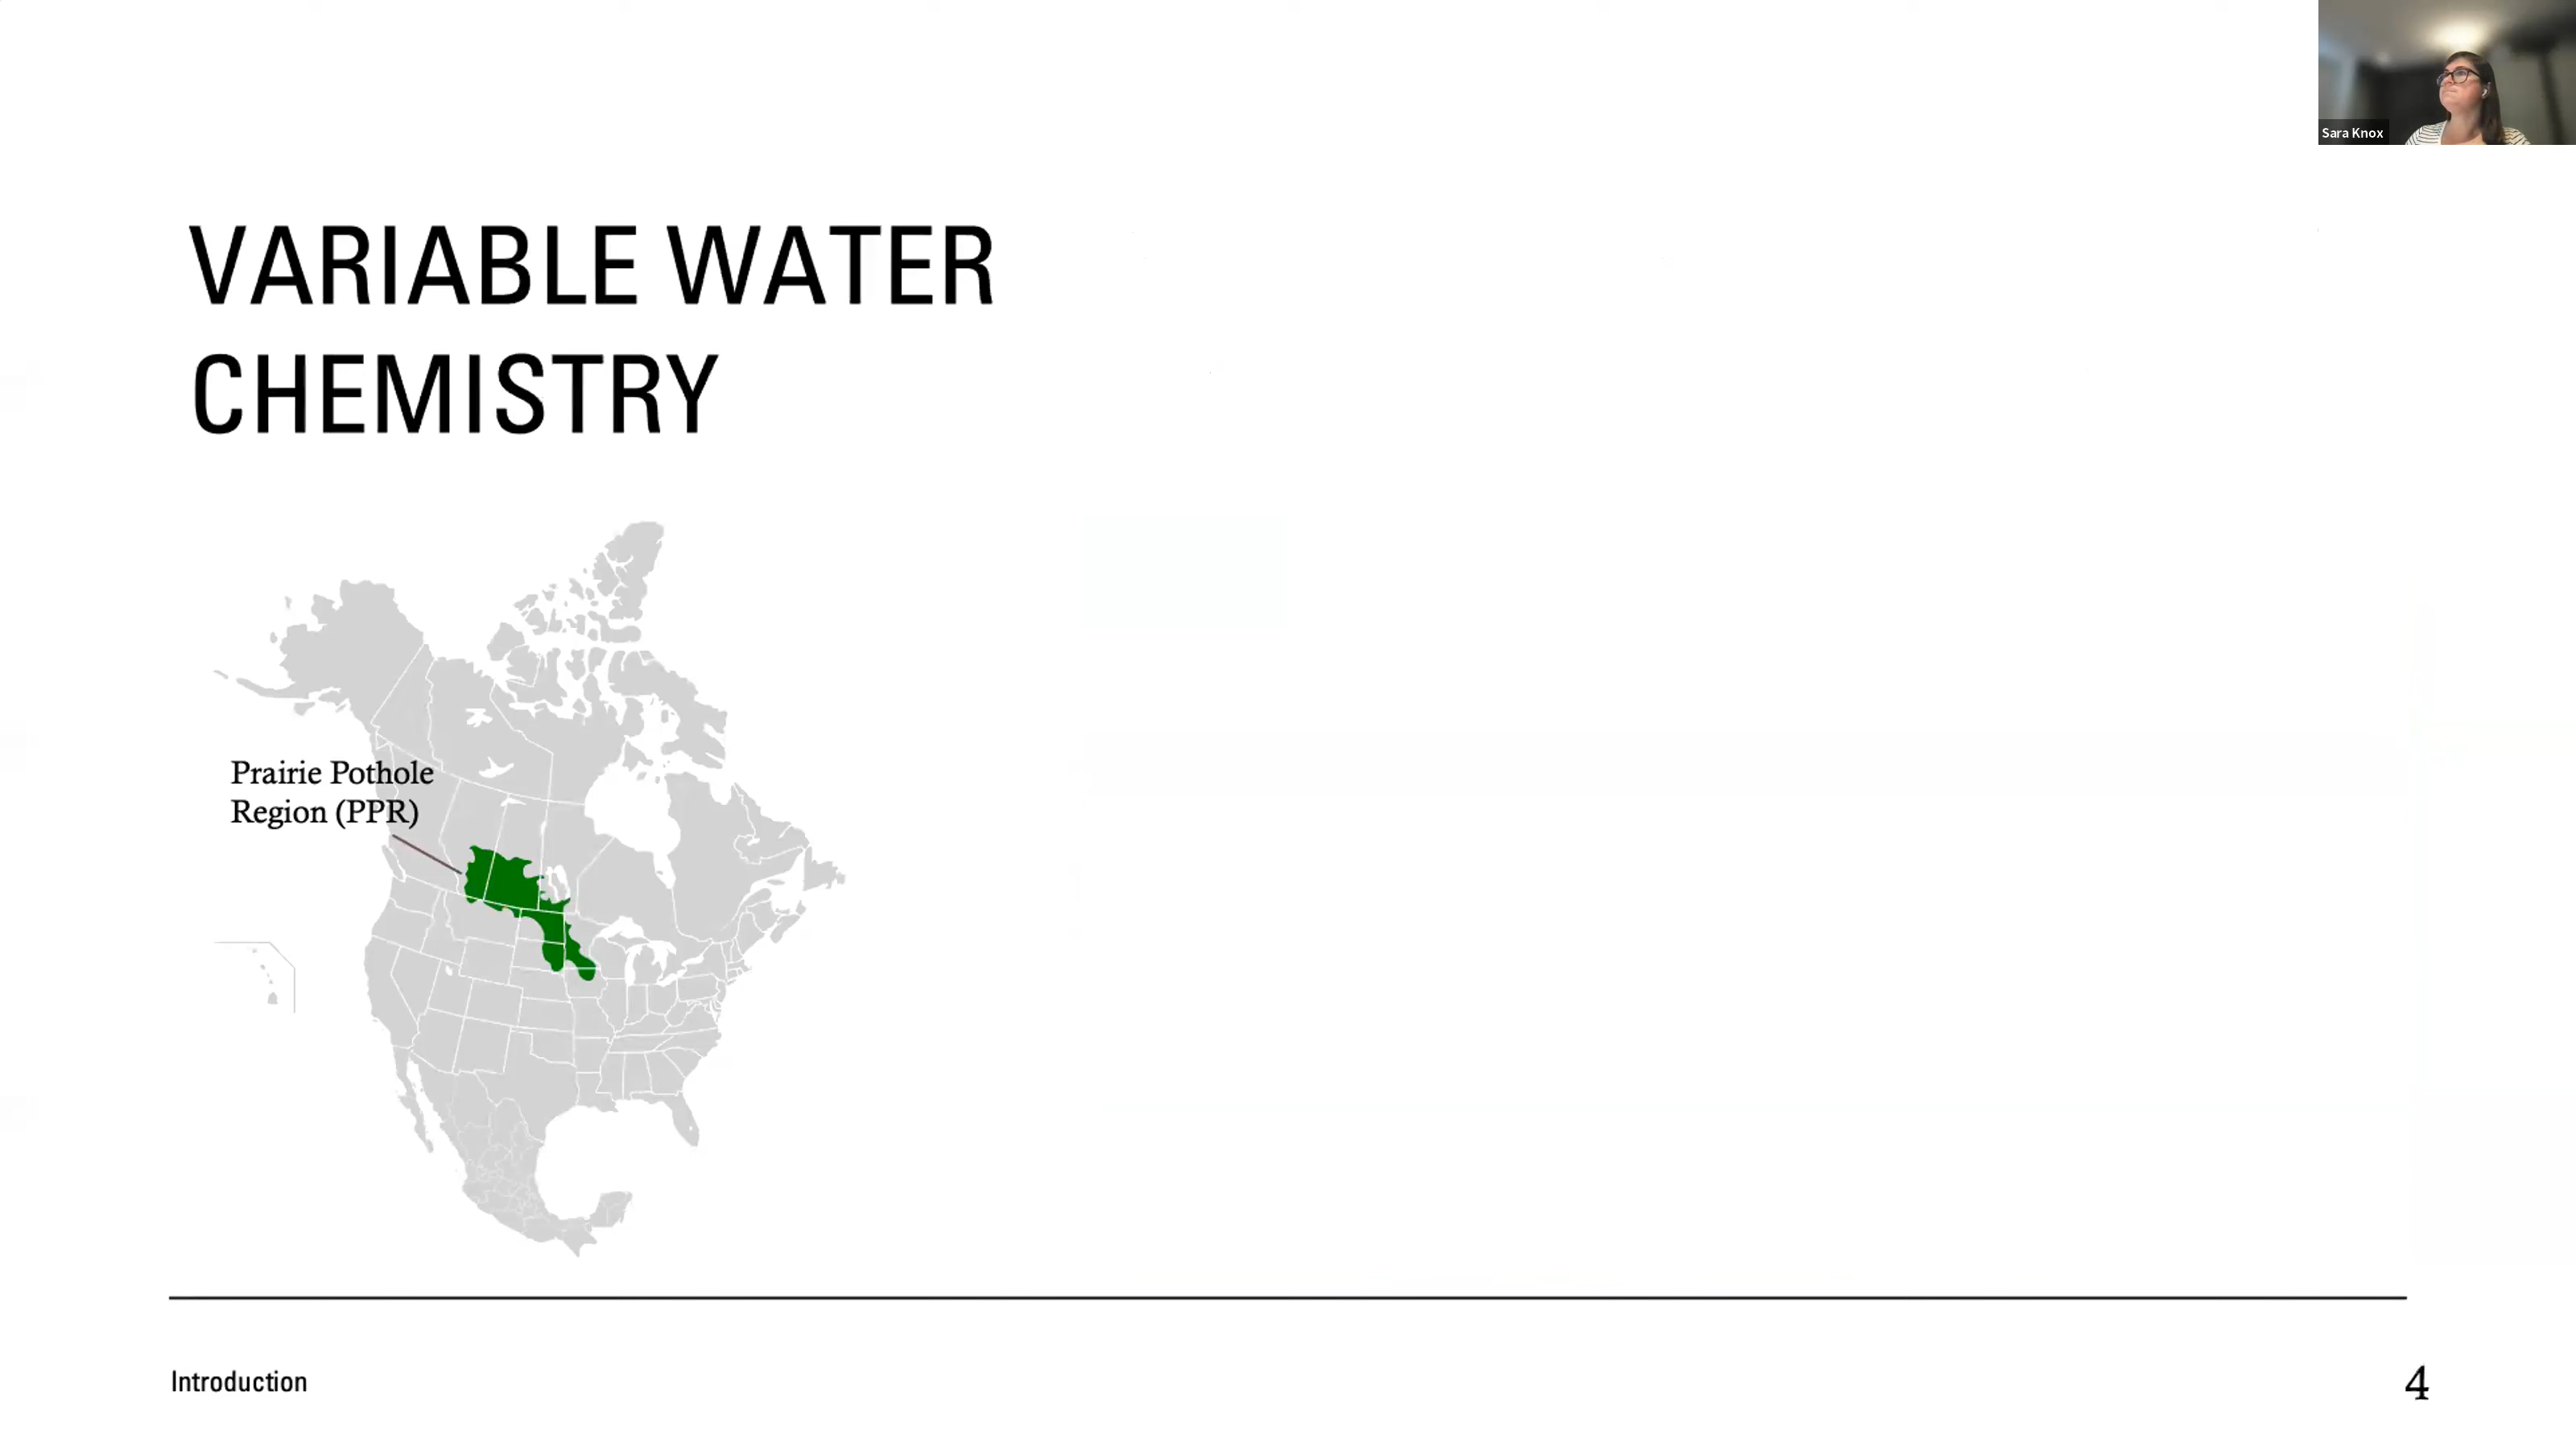 Sara Knox
VARIABLE WATER
CHEMISTRY
Prairie Pothole
Region (PPR)
Introduction
4